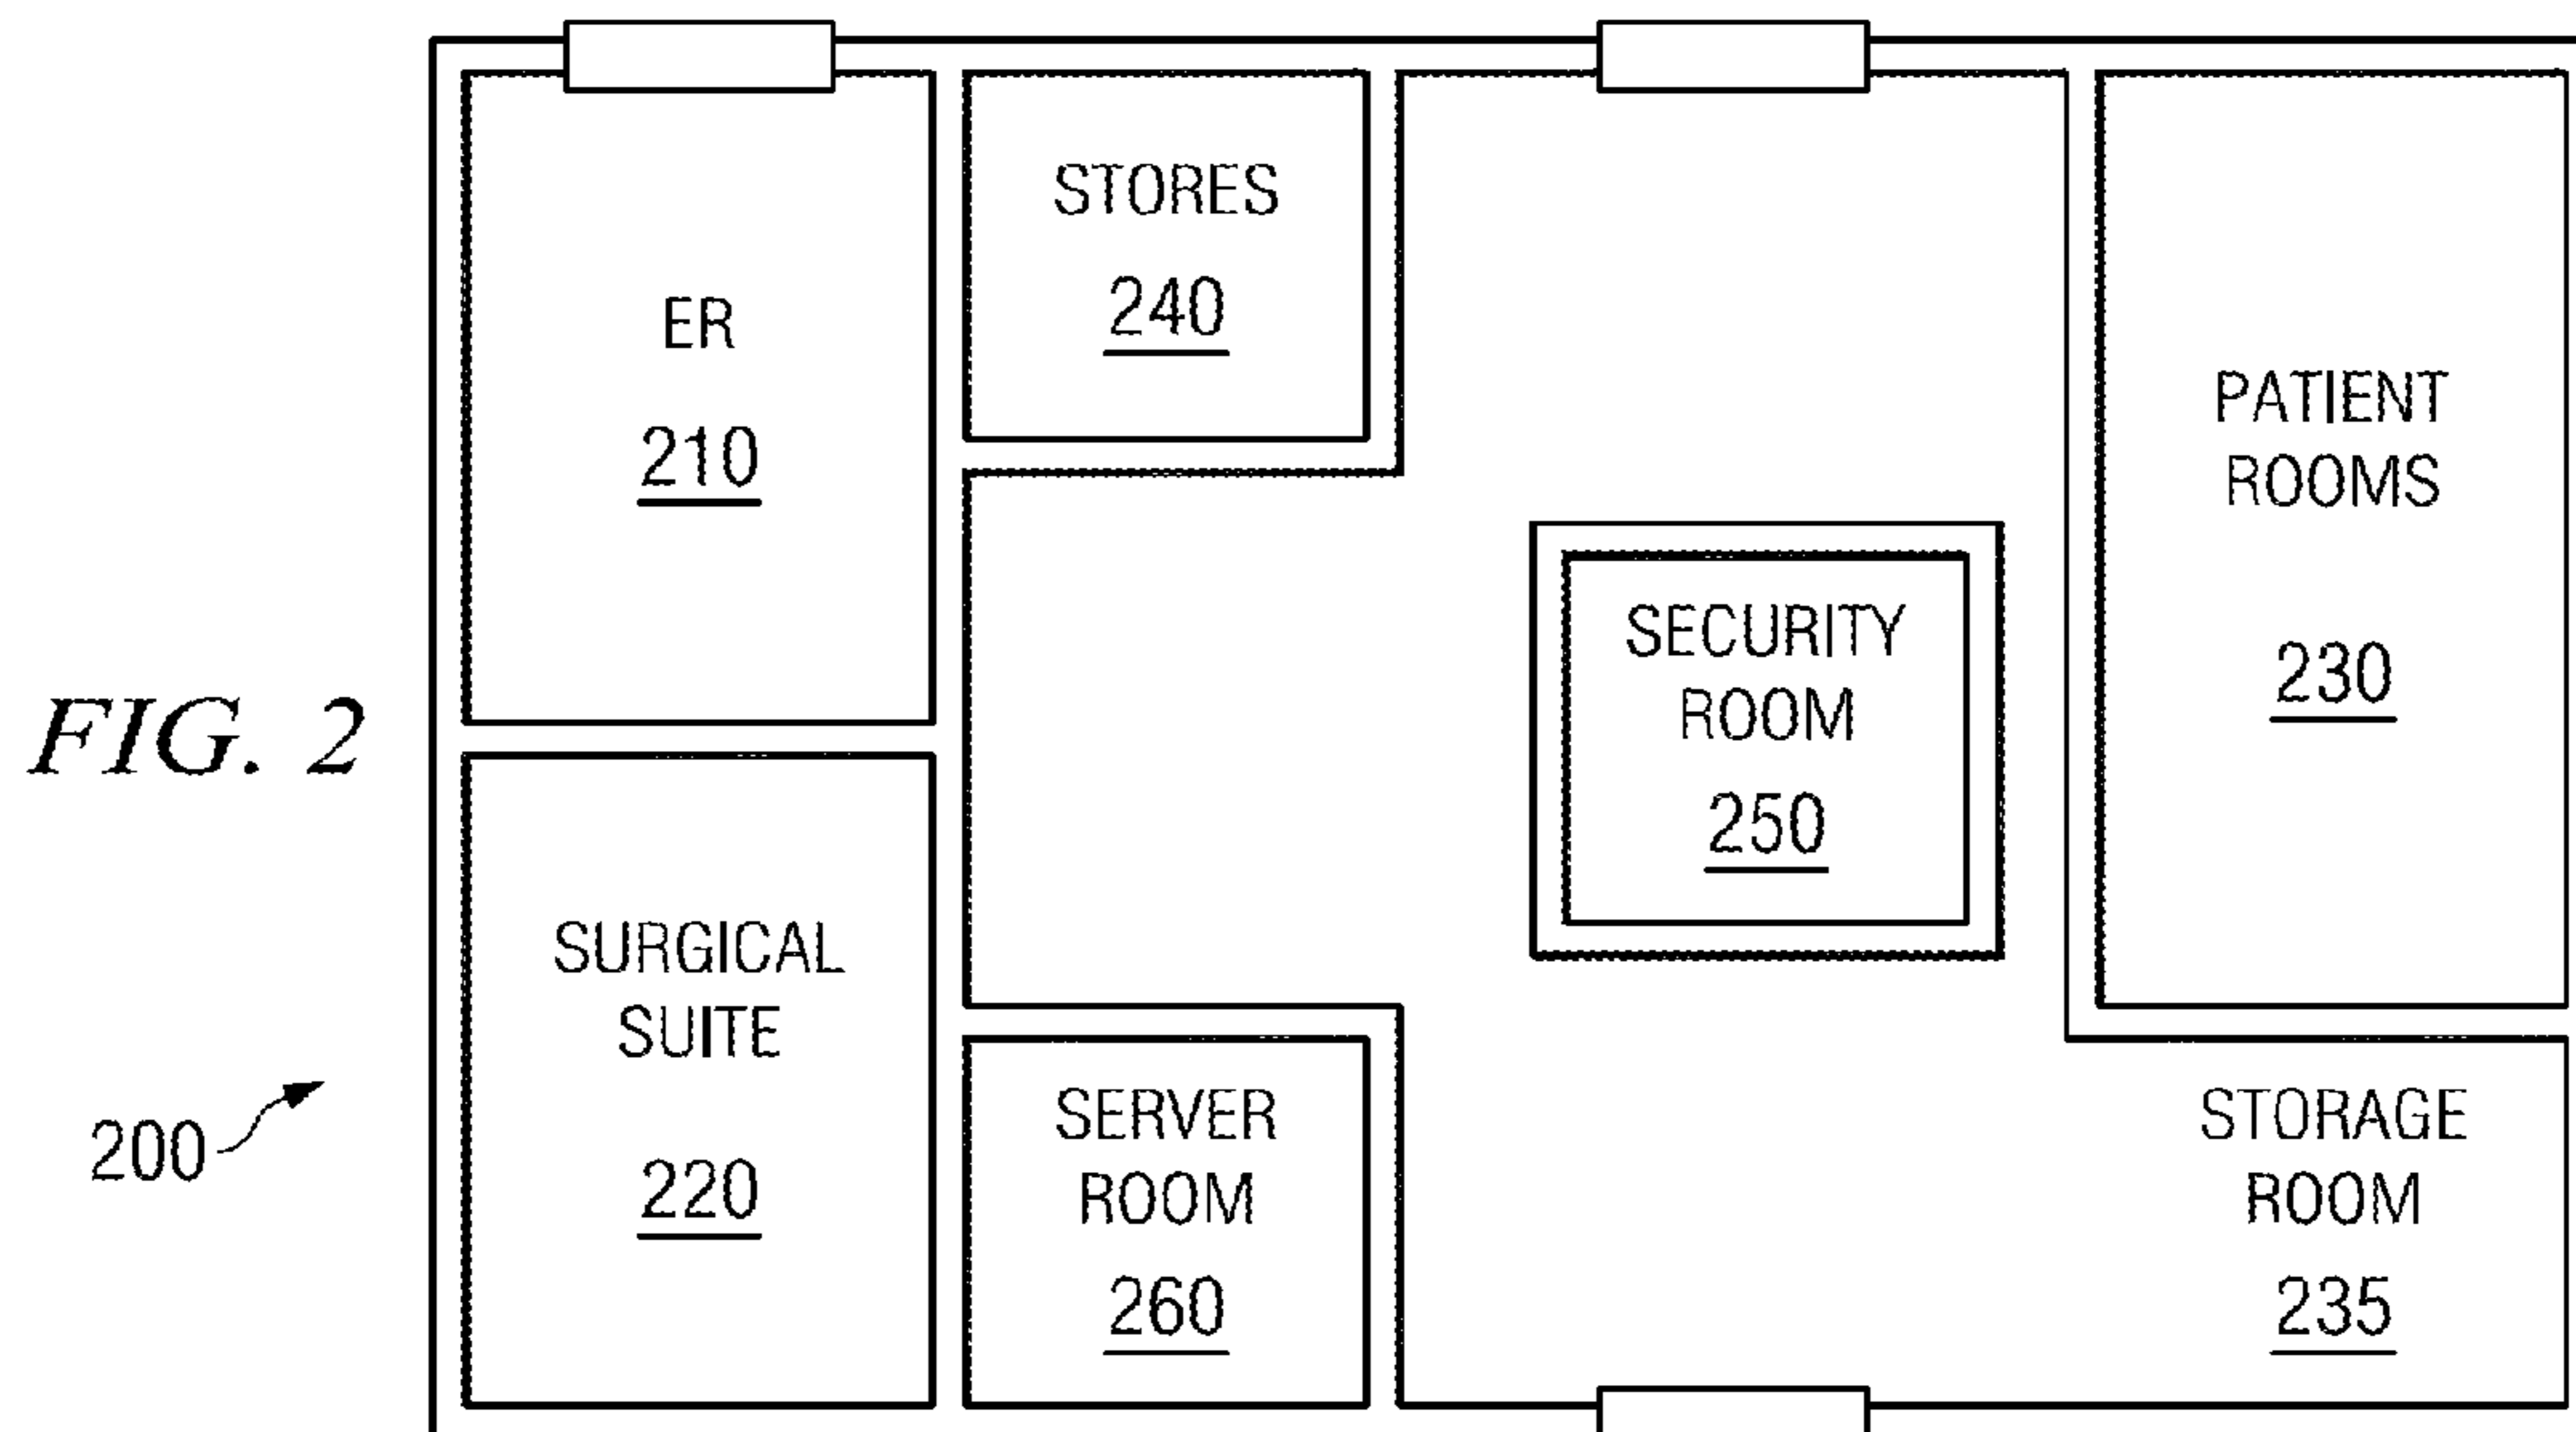 FIG. 2
200
ER
210
STORES
240
PATIENT
ROOMS
230
SECURITY
ROOM
250
SURGICAL
SUITE
220
SERVER
ROOM
260
STORAGE
ROOM
235